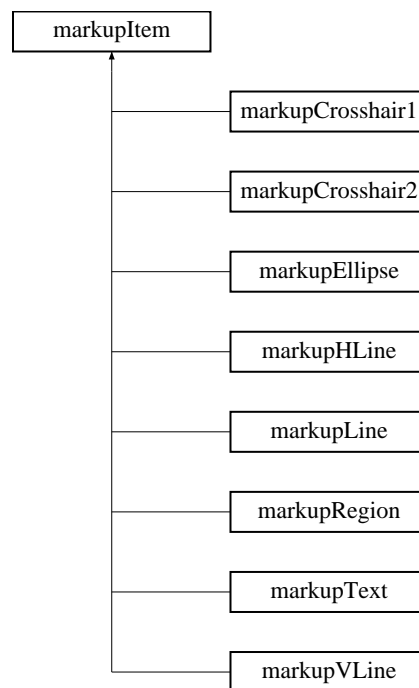 markupItem
markupCrosshair1
markupCrosshair2
markupEllipse
markupHLine
markupLine
markupRegion
markupText
markupVLine